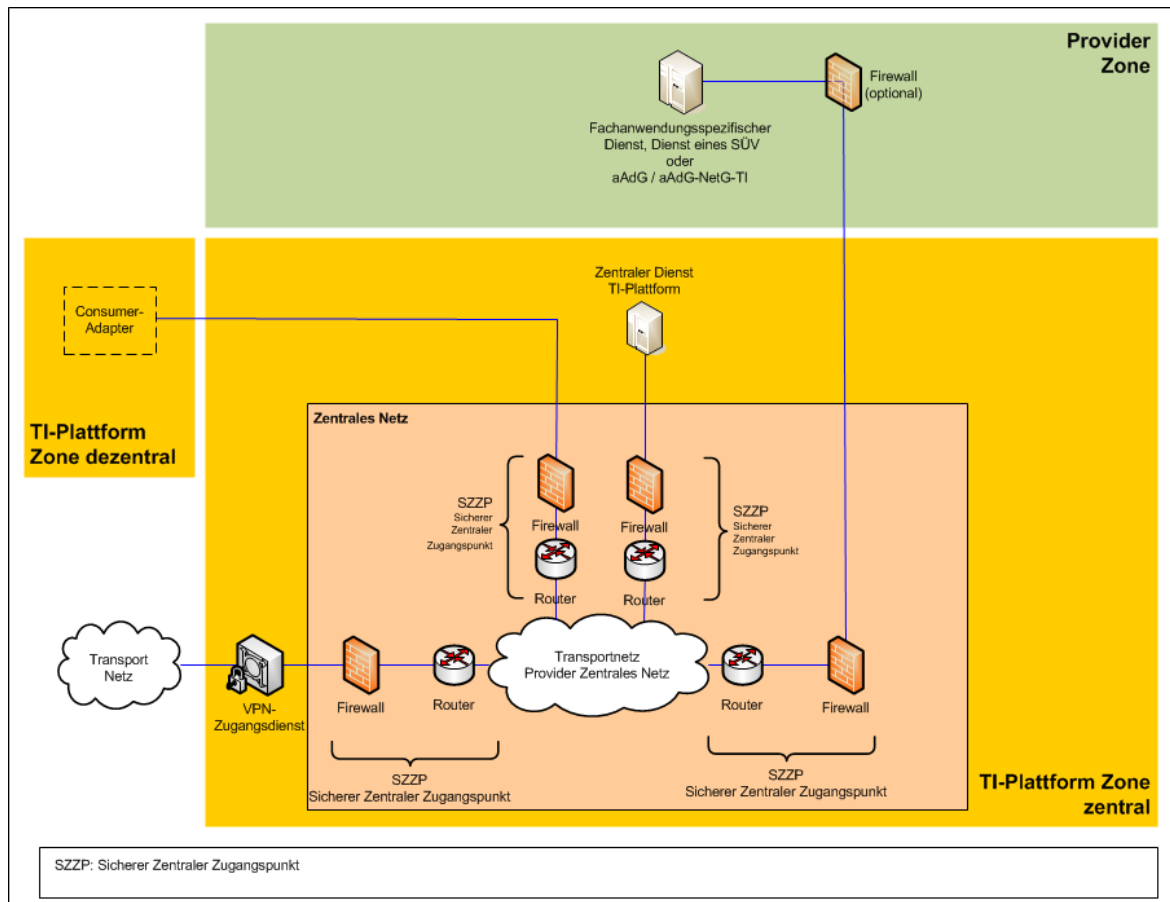 Provider
Zone
Firewall
(optional)
Fachanwendungsspezifischer
Dienst, Dienst eines SÜV
oder
aAdG / aAdG-NetG-TI
Consumer-
Adapter
TI-Plattform
Zone dezentral
Zentraler Dienst
TI-Plattform
Zentrales Netz
SZZP
Sicherer
Zentraler
Zugangspunkt
Firewall
Router
Firewall
Router
SZZP
Sicherer
Zentraler
Zugangspunkt
Transport
Netz
VPN-
Zugangsdienst
Firewall
Router
Transportnetz
Provider Zentrales Netz
Router
Firewall
SZZP
Sicherer Zentraler Zugangspunkt
SZZP
Sicherer Zentraler Zugangspunkt
TI-Plattform Zone
zentral
SZZP: Sicherer Zentraler Zugangspunkt